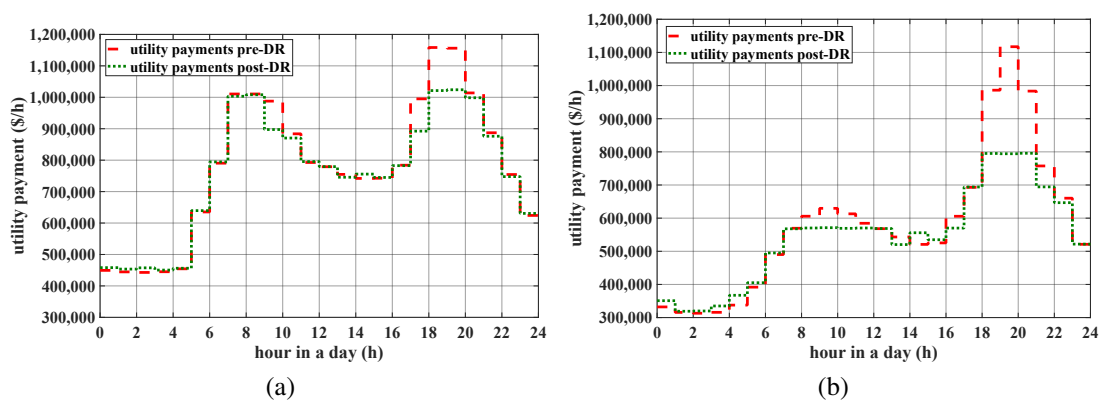 1,200,000
1,100,000
1,000,000
900,000
800,000
700,000
600,000
500,000
400,000
300,000
utility payment ($/h)
utility payments pre-DR
utility payments post-DR
0 2 4 6 8 10 12 14 16 18 20 22 24
hour in a day (h)
(a)
1,200,000
1,100,000
1,000,000
900,000
800,000
700,000
600,000
500,000
400,000
300,000
utility payment ($/h)
utility payments pre-DR
utility payments post-DR
0 2 4 6 8 10 12 14 16 18 20 22 24
hour in a day (h)
(b)